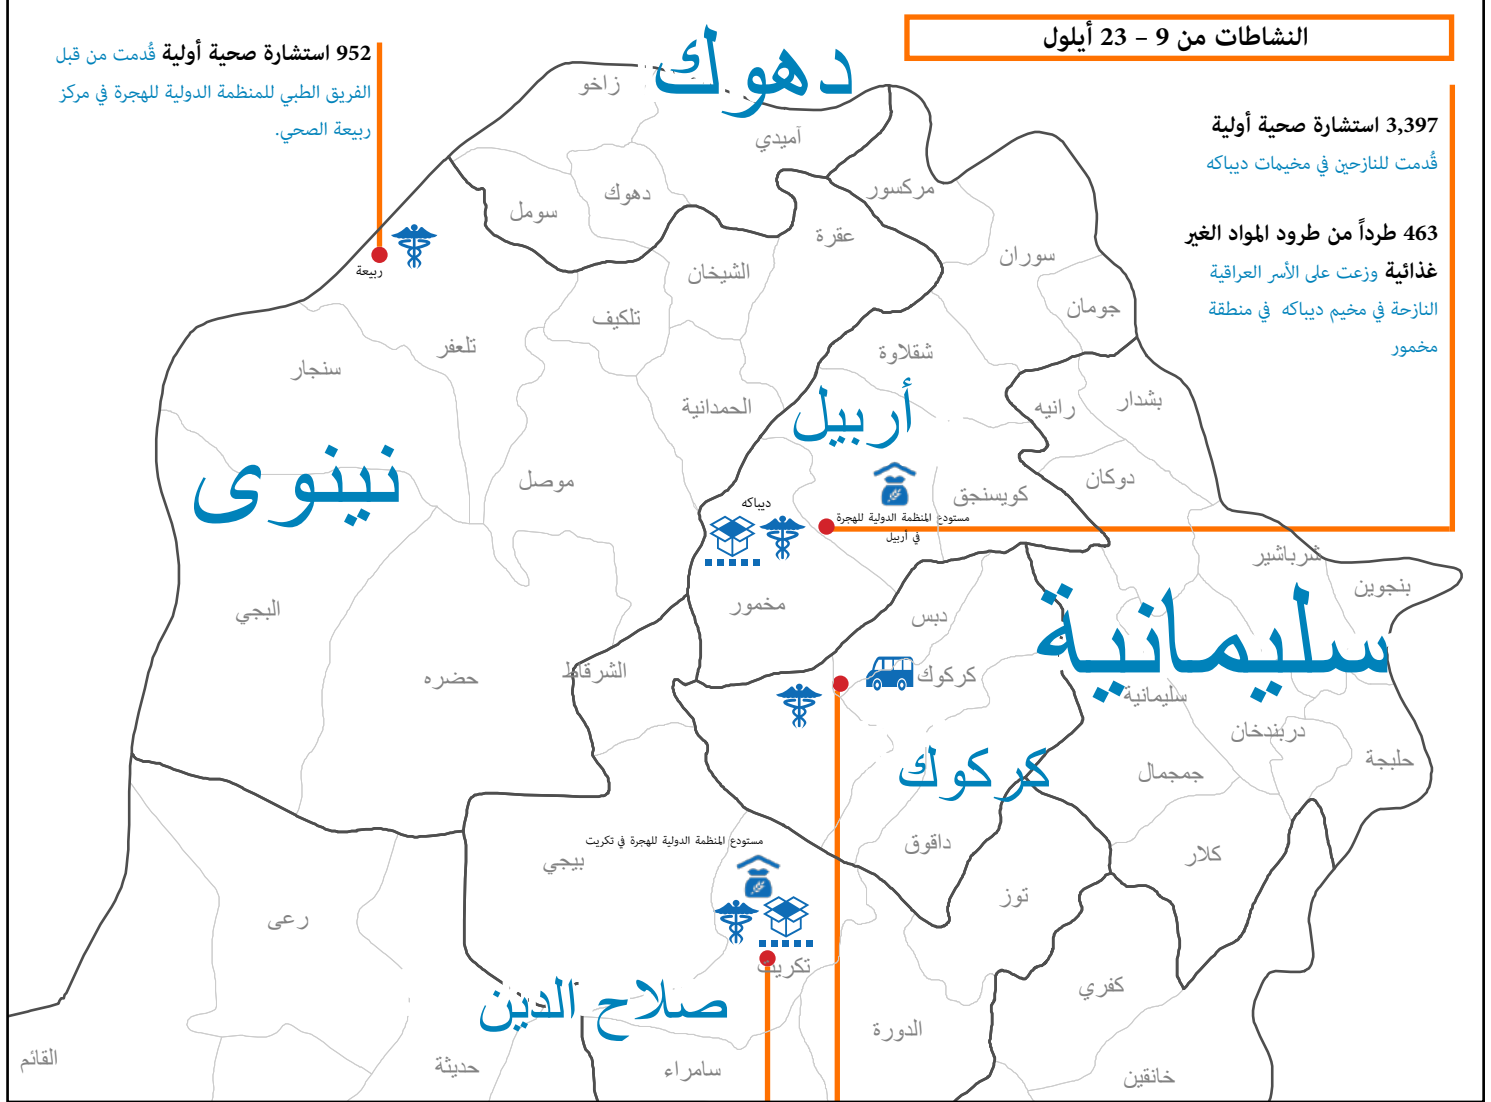 النشاطات من 9 - 23 أيلول
3,397 استشارة صحية أولية
قُدمت للنازحين في مخيمات ديباكه
463 طرداً من طرود المواد الغير
غذائية وزعت على الأسر العراقية
النازحة في مخيم ديباكه في منطقة
مخمور
952 استشارة صحية أولية قُدمت من قبل
الفريق الطبي للمنظمة الدولية للهجرة في مركز
ربيعة الصحي.
دهوك
زاخو
آميدي
مركسور
دهوك
سومل
عقرة
سوران
ربيعة
الشيخان
جومان
تلكيف
تلعفر
شقلاوة
سنجار
بشدار
رانيه
الحمدانية
أربيل
نينوى
موصل
دوكان
كويسنجق
ديباكه
مستودع المنظمة الدولية للهجرة
في أربيل
شرباشير
بنجوين
مخمور
البجي
دبس
سليمانية
حضره
الشرقاط
كركوك
سليمانية
دربندخان
حلبجة
كركوك
جمجمال
مستودع المنظمة الدولية للهجرة في تكريت
بيجي
داقوق
كلار
توز
رعى
تكريت
صلاح الدين
كفري
الدورة
القائم
حديثة
سامراء
خانقين